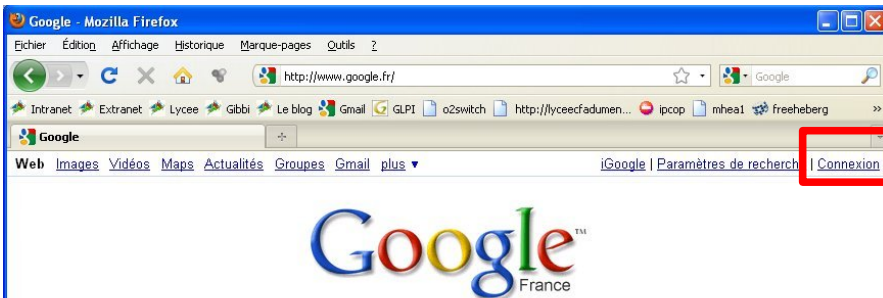 Google - Mozilla Firefox
Fichier Édition Affichage Historique Marque-pages Outils ?
http://www.google.fr/ Google
Intranet Extranet Lycee Gibbi Le blog Gmail GLPI o2switch http://lyceecfadumen... ipcop mhea1 freeheberg »
Google
Web Images Vidéos Maps Actualités Groupes Gmail plus ▼ iGoogle | Paramètres de recherch | Connexion
Google™
France